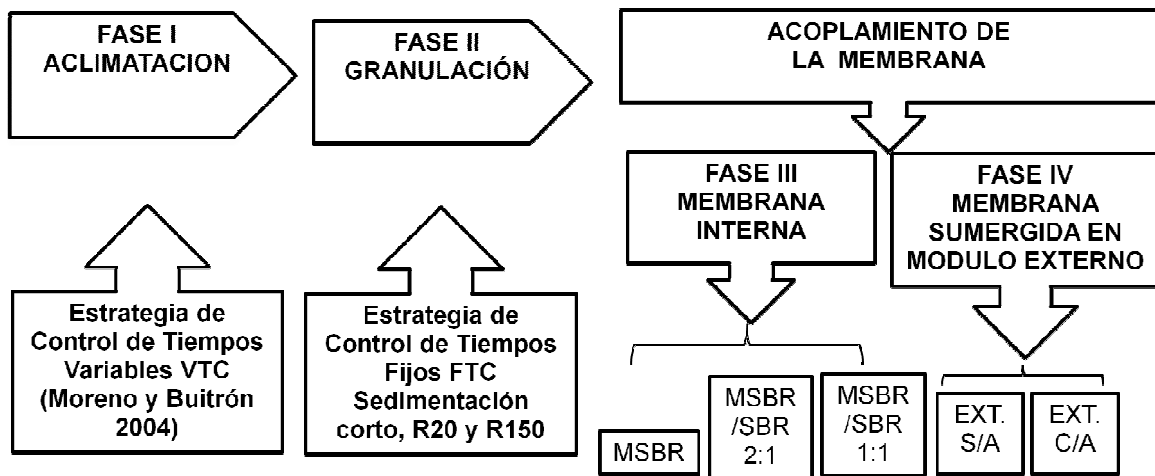 FASE I
ACLIMATACION
FASE II
GRANULACIÓN
ACOPLAMIENTO DE
LA MEMBRANA
FASE III
MEMBRANA
INTERNA
FASE IV
MEMBRANA
SUMERGIDA EN
MODULO EXTERNO
Estrategia de
Control de Tiempos
Variables VTC
(Moreno y Buitrón
2004)
Estrategia de
Control de Tiempos
Fijos FTC
Sedimentación
corto, R20 y R150
MSBR
MSBR
/SBR
2:1
MSBR
/SBR
1:1
EXT.
S/A
EXT.
C/A